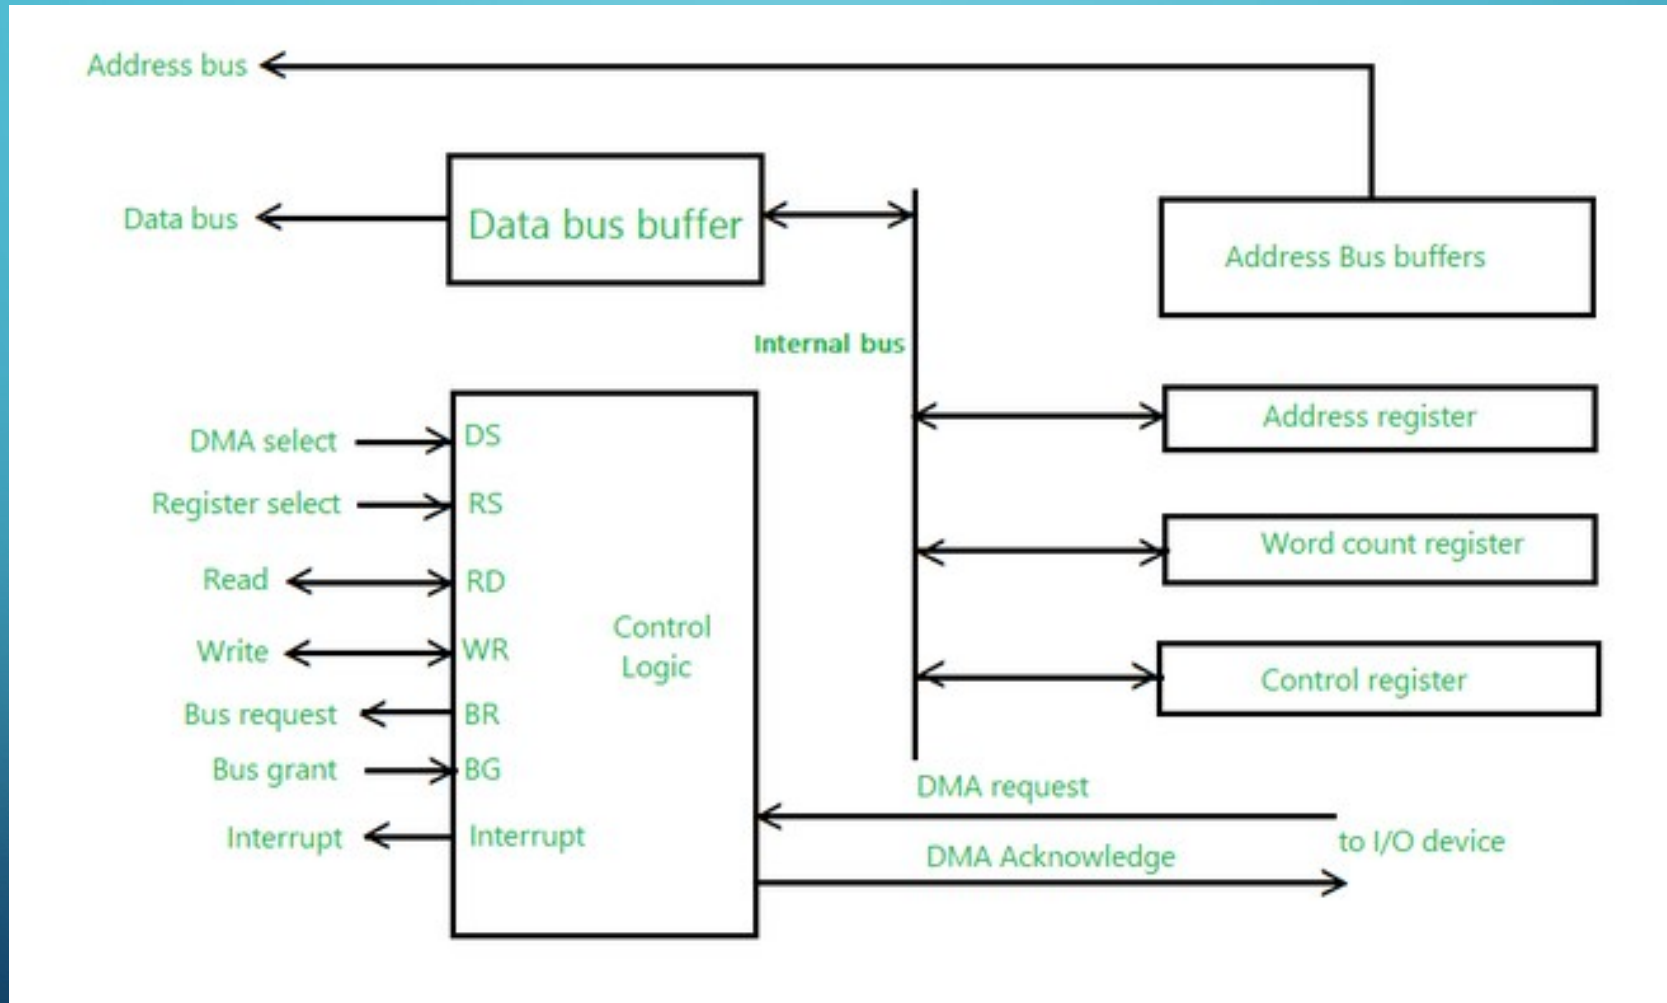 Address bus
Data bus
Data bus buffer
Address Bus buffers
Internal bus
Address register
Word count register
Control register
DMA select
DS
Register select
RS
Read
RD
Write
WR
Control
Logic
Bus request
BR
Bus grant
BG
Interrupt
Interrupt
DMA request
to I/O device
DMA Acknowledge